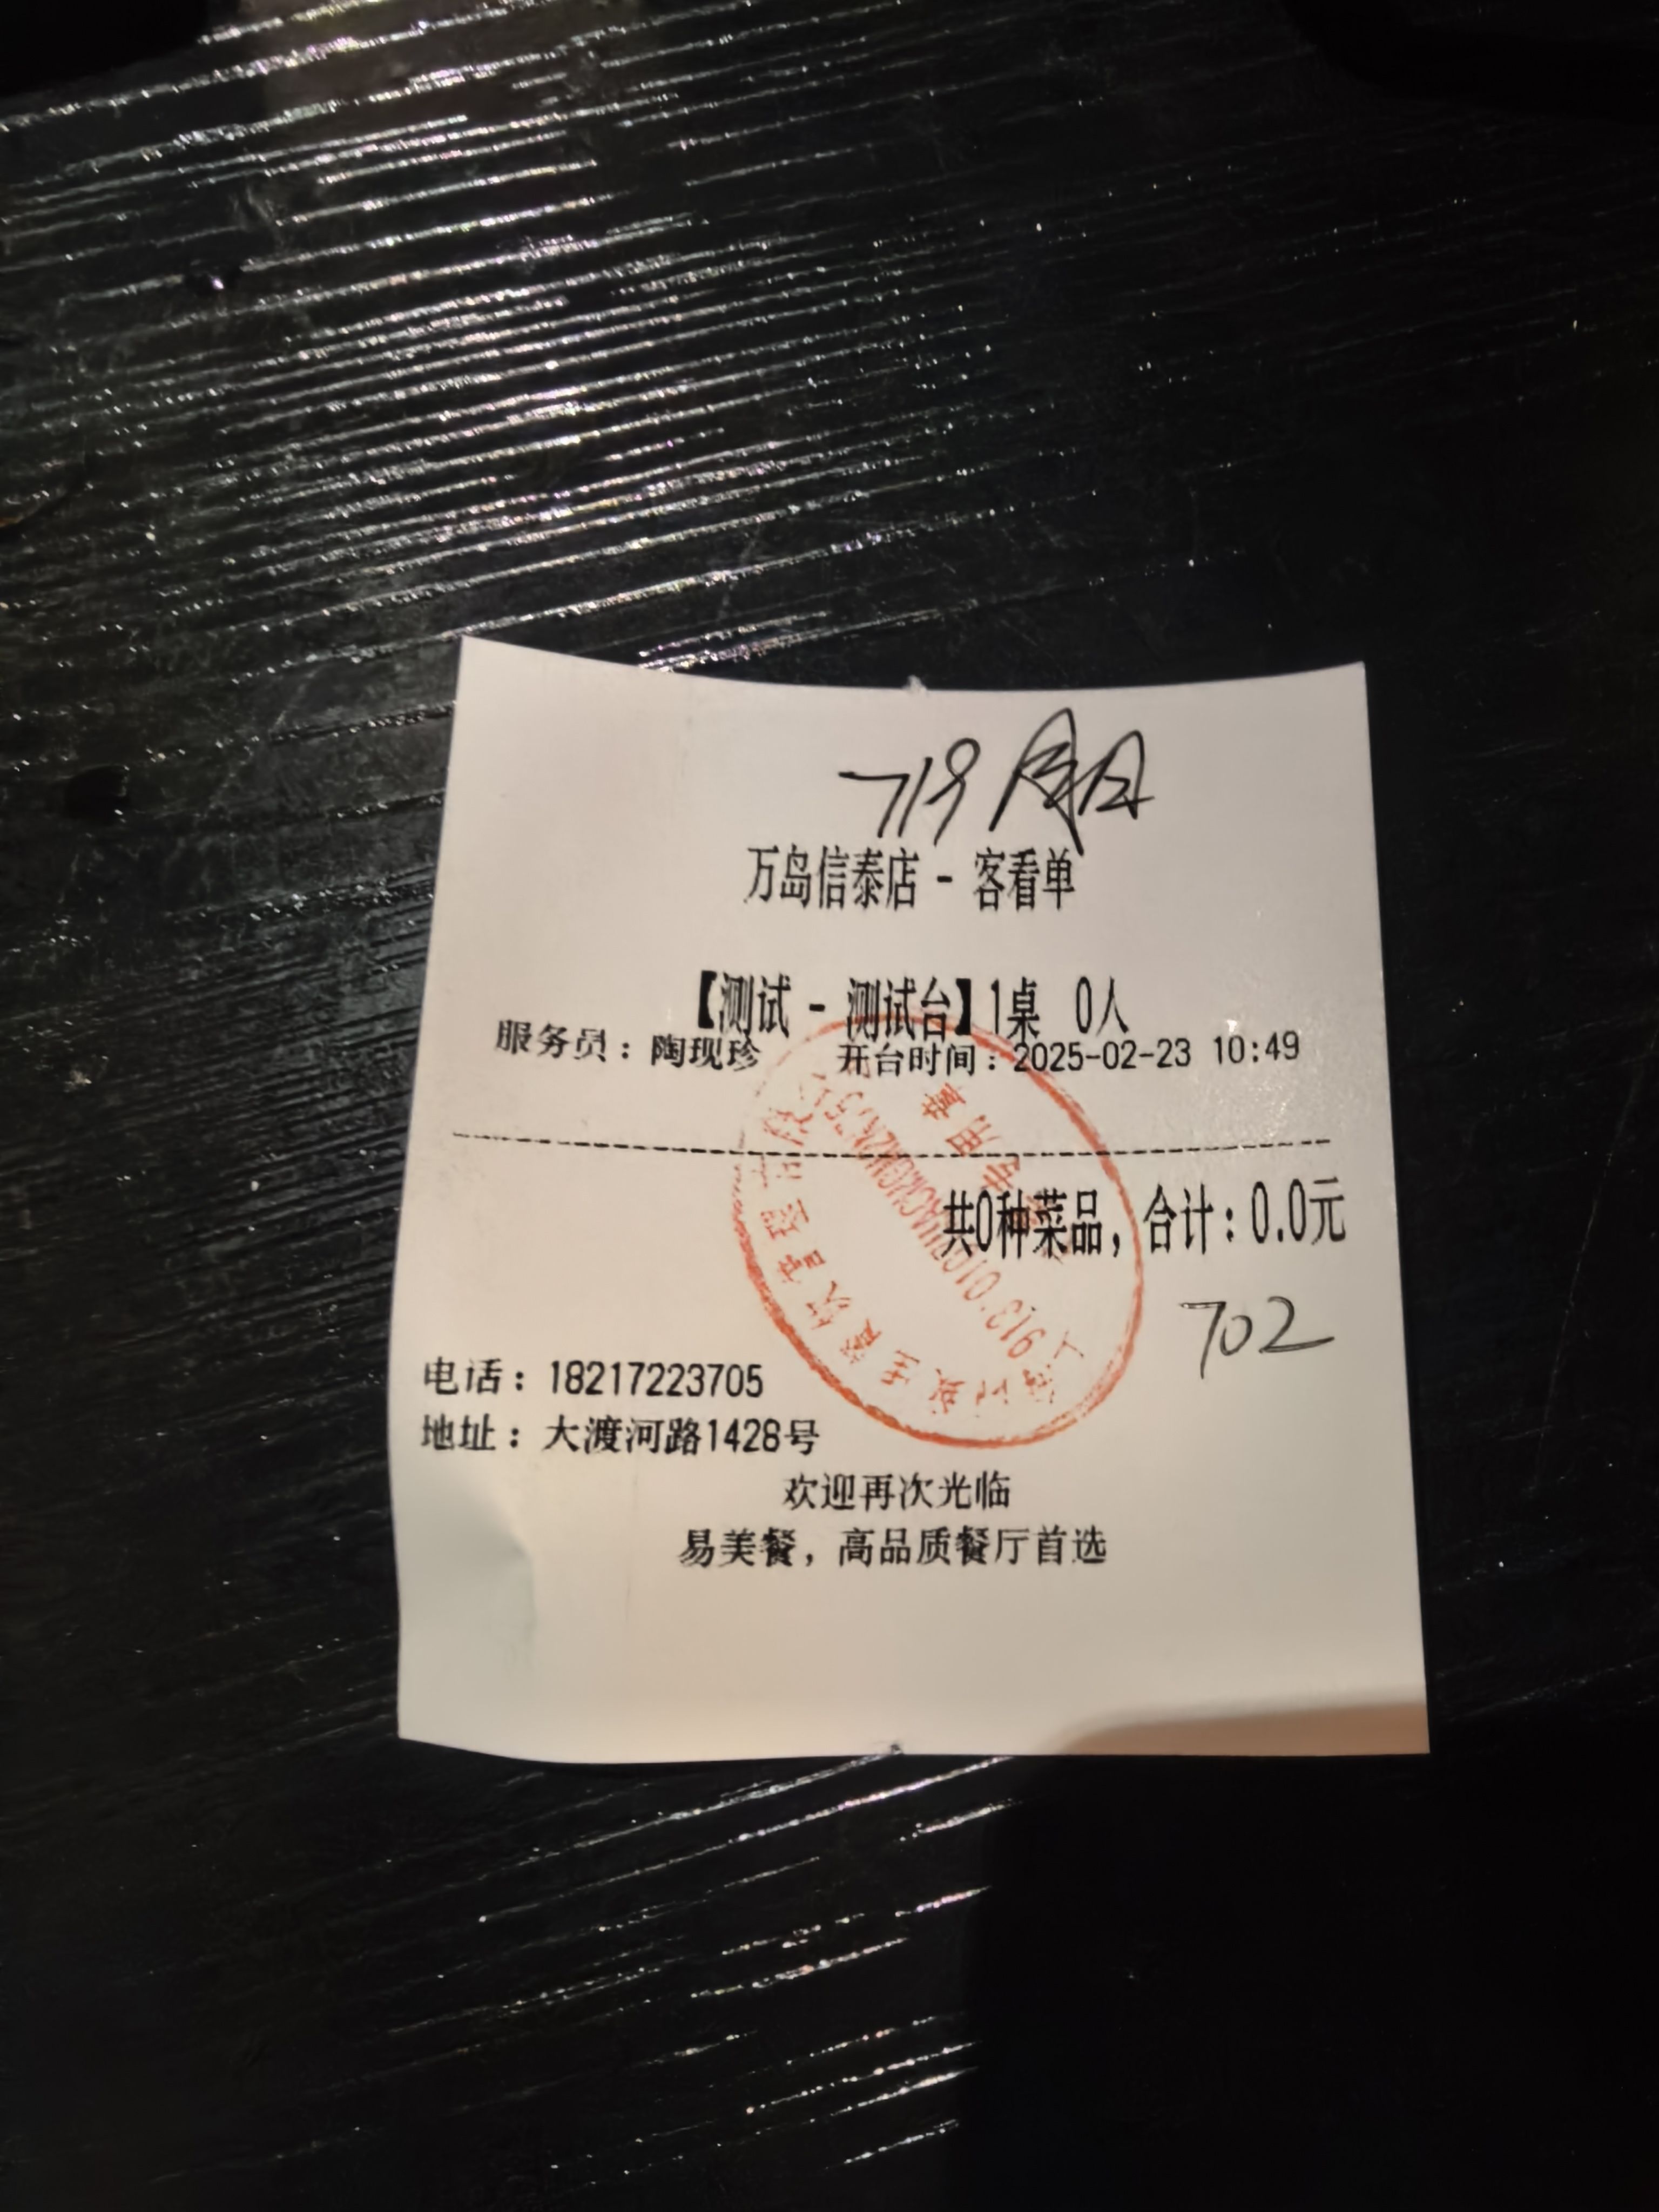 719 周日
万岛信泰店 - 客看单
【测试 - 测试台】1桌 0人
服务员：陶现珍 开台时间：2025-02-23 10:49
共0种菜品，合计：0.0元
702
电话：18217223705
地址：大渡河路1428号
欢迎再次光临
易美餐，高品质餐厅首选